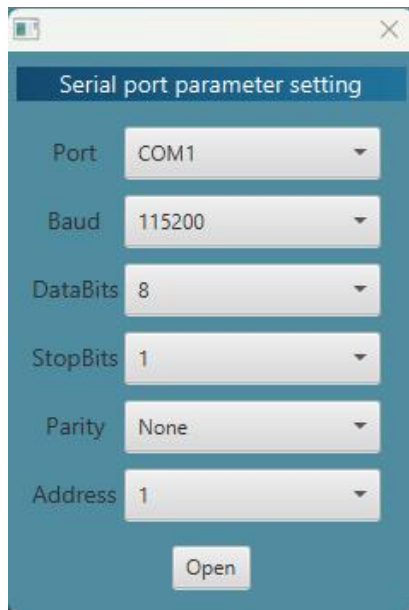 Serial port parameter setting
Port COM1
Baud 115200
DataBits 8
StopBits 1
Parity None
Address 1
Open